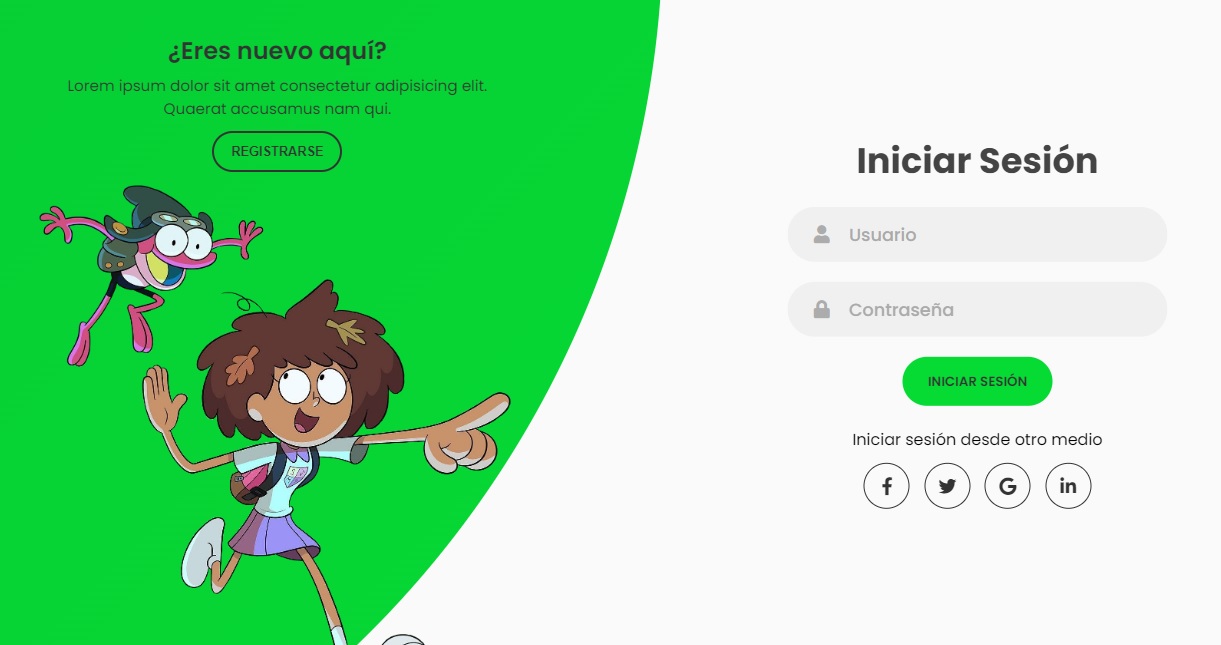 ¿Eres nuevo aquí?
Lorem ipsum dolor sit amet consectetur adipisicing elit.
Quaerat accusamus nam qui.
REGISTRARSE
Iniciar Sesión
Usuario
Contraseña
INICIAR SESIÓN
Iniciar sesión desde otro medio